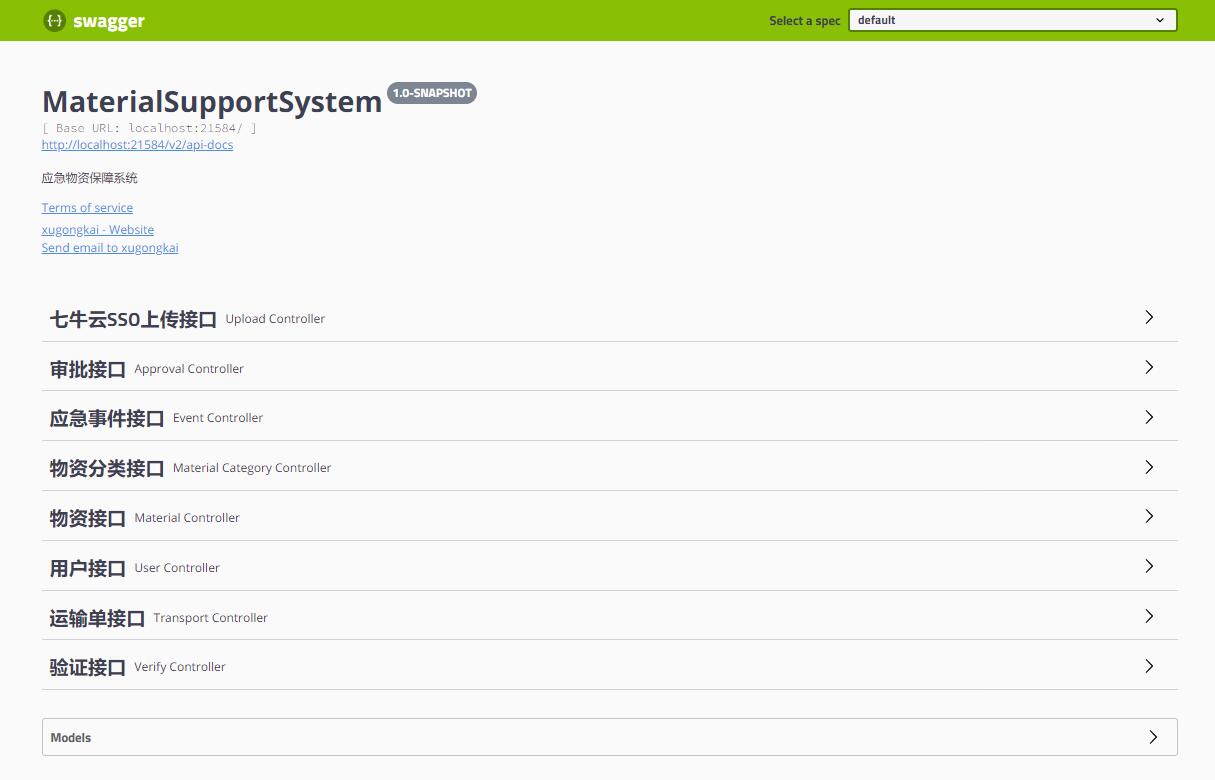 swagger
Select a spec default
MaterialSupportSystem 1.0-SNAPSHOT
[ Base URL: localhost:21584/ ]
http://localhost:21584/v2/api-docs
应急物资保障系统
Terms of service
xugongkai - Website
Send email to xugongkai
七牛云SSO上传接口 Upload Controller
审批接口 Approval Controller
应急事件接口 Event Controller
物资分类接口 Material Category Controller
物资接口 Material Controller
用户接口 User Controller
运输单接口 Transport Controller
验证接口 Verify Controller
Models